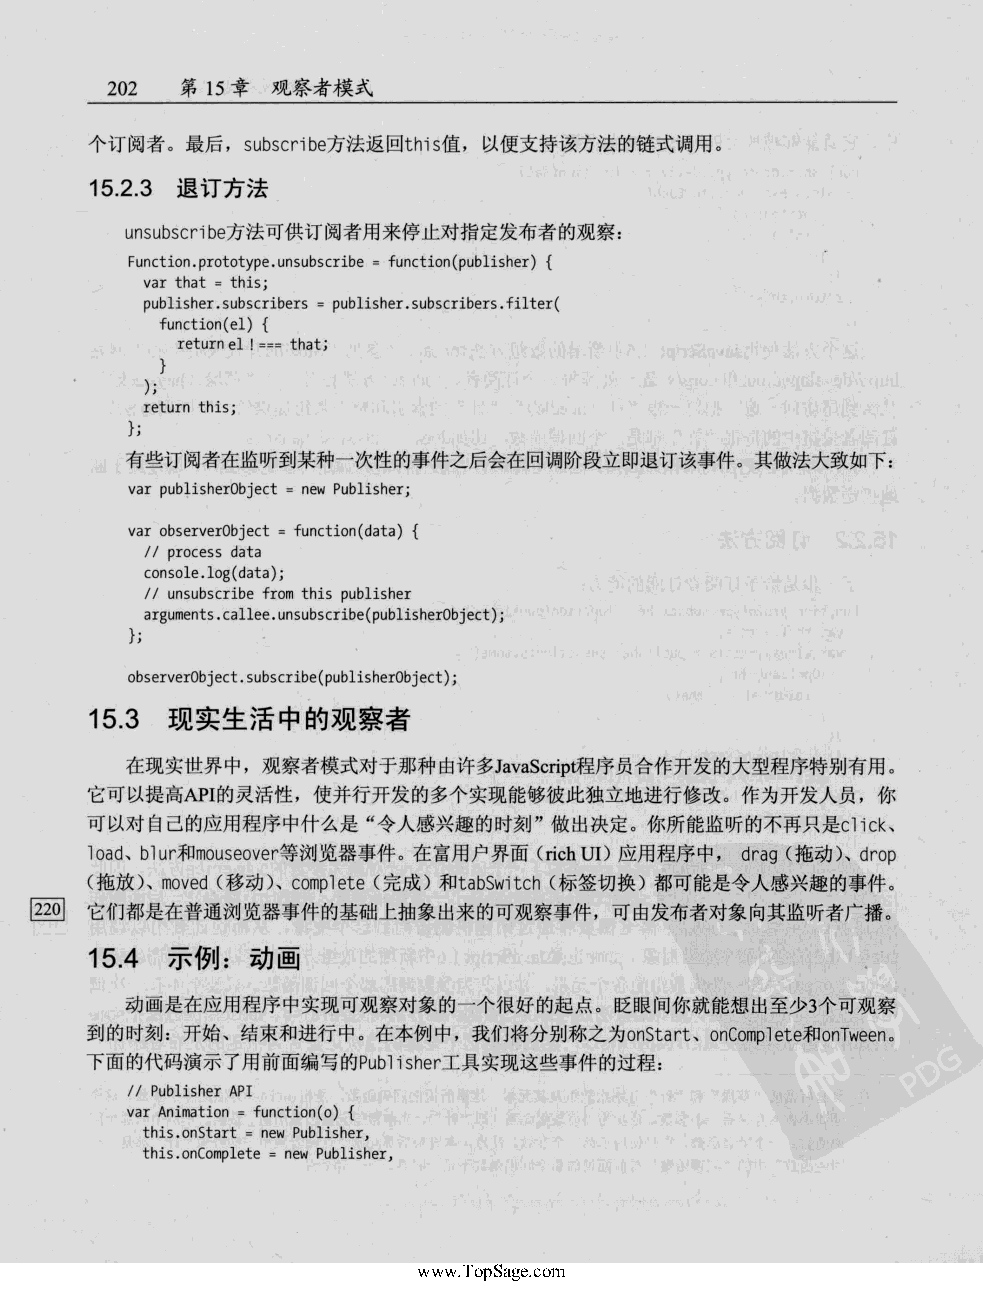 202 第 15 章 观察者模式
个订阅者。最后，subscribe方法返回this值，以便支持该方法的链式调用。
15.2.3 退订方法
unsubscribe方法可供订阅者用来停止对指定发布者的观察：
Function.prototype.unsubscribe = function(publisher) {
var that = this;
publisher.subscribers = publisher.subscribers.filter(
function(el) {
return el !=== that;
}
);
return this;
};
有些订阅者在监听到某种一次性的事件之后会在回调阶段立即退订该事件。其做法大致如下：
var publisherObject = new Publisher;
var observerObject = function(data) {
// process data
console.log(data);
// unsubscribe from this publisher
arguments.callee.unsubscribe(publisherObject);
};
observerObject.subscribe(publisherObject);
15.3 现实生活中的观察者
在现实世界中，观察者模式对于那种由许多JavaScript程序员合作开发的大型程序特别有用。
它可以提高API的灵活性，使并行开发的多个实现能够彼此独立地进行修改。作为开发人员，你
可以对自己的应用程序中什么是“令人感兴趣的时刻”做出决定。你所能监听的不再只是click、
load、blur和mouseover等浏览器事件。在富用户界面（rich UI）应用程序中， drag（拖动）、drop
（拖放）、moved（移动）、complete（完成）和tabSwitch（标签切换）都可能是令人感兴趣的事件。
220 它们都是在普通浏览器事件的基础上抽象出来的可观察事件，可由发布者对象向其监听者广播。
15.4 示例：动画
动画是在应用程序中实现可观察对象的一个很好的起点。眨眼间你就能想出至少3个可观察
到的时刻：开始、结束和进行中。在本例中，我们将分别称之为onStart、onComplete和onTween。
下面的代码演示了用前面编写的Publisher工具实现这些事件的过程：
// Publisher API
var Animation = function(o) {
this.onStart = new Publisher,
this.onComplete = new Publisher,
PDG
www.TopSage.com